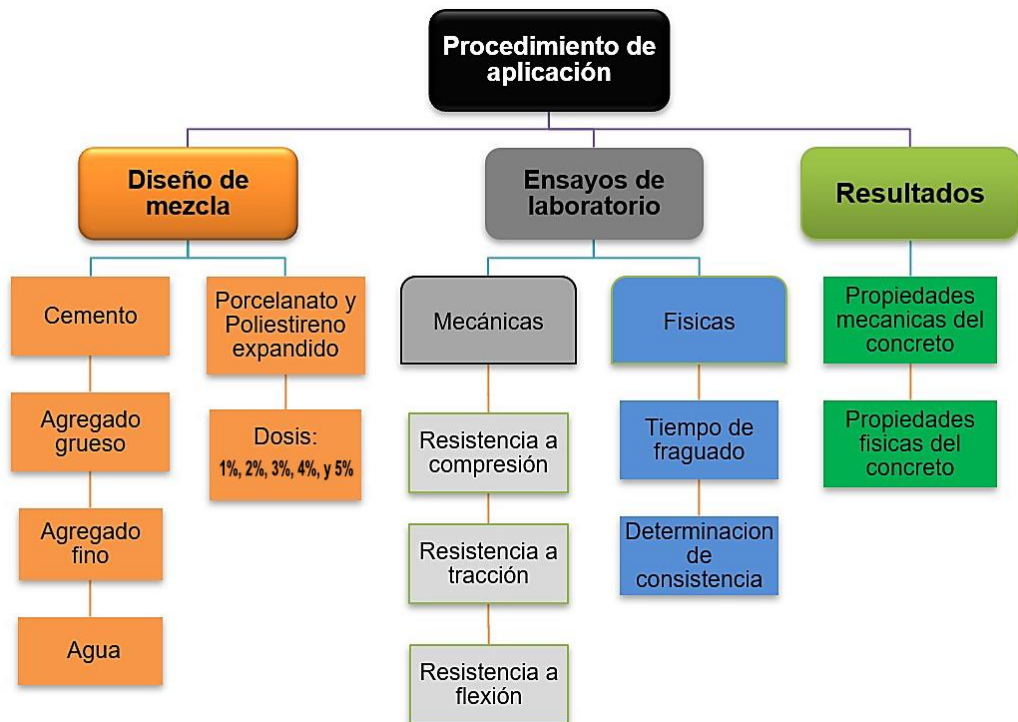 Procedimiento de
aplicación
Diseño de
mezcla
Ensayos de
laboratorio
Resultados
Cemento
Agregado
grueso
Agregado
fino
Agua
Porcelanato y
Poliestireno
expandido
Dosis:
1%, 2%, 3%, 4%, y 5%
Mecánicas
Resistencia a
compresión
Resistencia a
tracción
Resistencia a
flexión
Fisicas
Tiempo de
fraguado
Determinacion
de
consistencia
Propiedades
mecanicas del
concreto
Propiedades
fisicas del
concreto